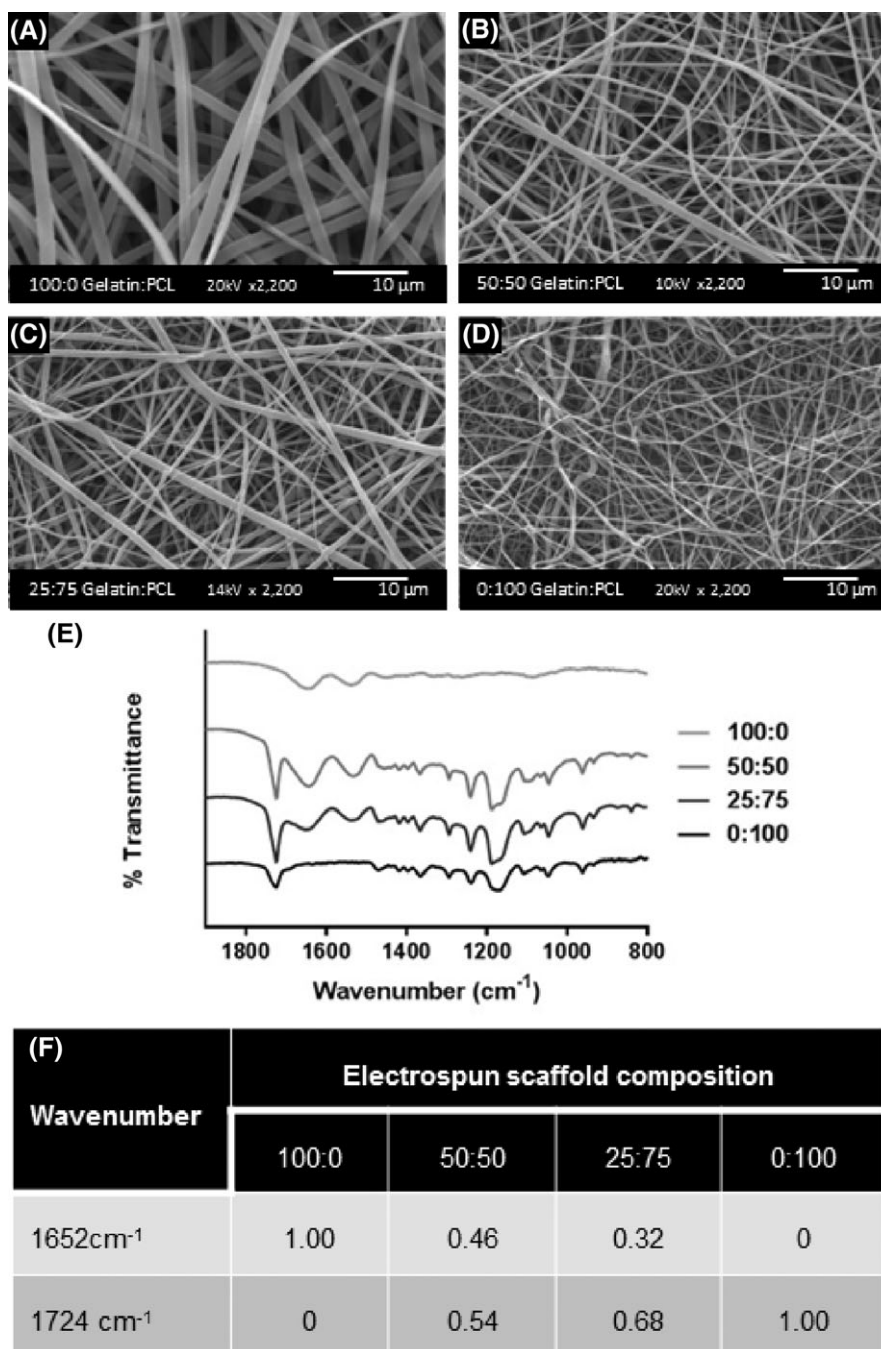 (A)
100:0 Gelatin:PCL 20kV x2,200 10 µm
(B)
50:50 Gelatin:PCL 10kV x2,200 10 µm
(C)
25:75 Gelatin:PCL 14kV x 2,200 10 µm
(D)
0:100 Gelatin:PCL 20kV x 2,200 10 µm
(E)
% Transmittance
100:0
50:50
25:75
0:100
1800 1600 1400 1200 1000 800
Wavenumber (cm⁻¹)
(F)
Wavenumber
Electrospun scaffold composition
100:0 50:50 25:75 0:100
1652cm⁻¹ 1.00 0.46 0.32 0
1724 cm⁻¹ 0 0.54 0.68 1.00